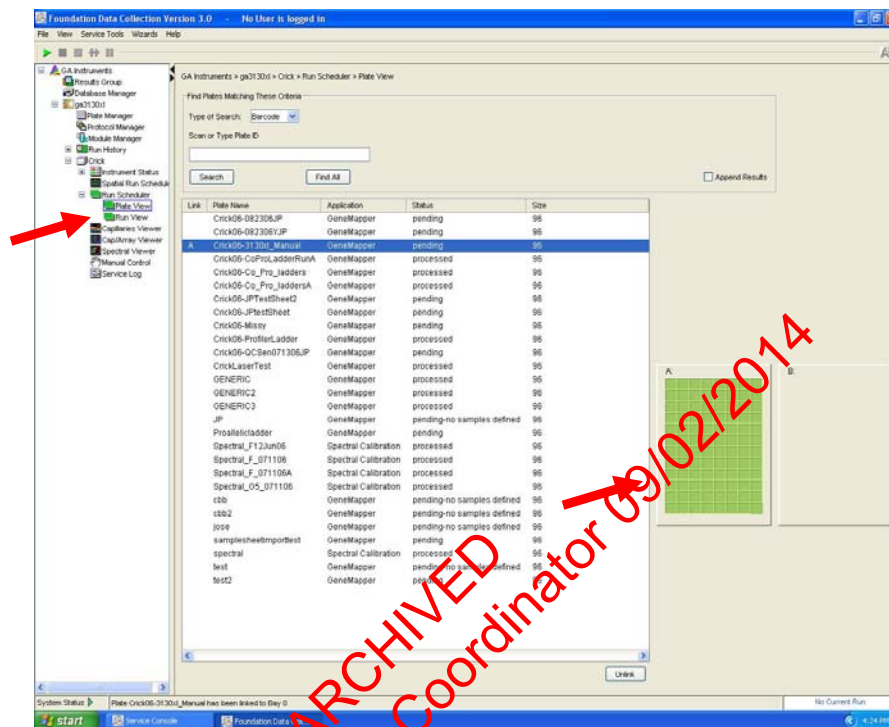 Foundation Data Collection Version 3.0 - No User is logged in
File View Service Tools Wizards Help
GA Instruments
Results Group
Database Manager
ga3130xl
Plate Manager
Protocol Manager
Module Manager
Run History
Crick
Instrument Status
Spatial Run Schedule
Run Scheduler
Plate View
Run View
Capillaries Viewer
Cap/Array Viewer
Spectral Viewer
Manual Control
Service Log
GA Instruments > ga3130xl > Crick > Run Scheduler > Plate View
Find Plates Matching These Criteria
Type of Search: Barcode
Scan or Type Plate ID
Search Find All Append Results
Link Plate Name Application Status Size
Crick06-082306JP GeneMapper pending 96
Crick06-082306YJP GeneMapper pending 96
A Crick06-3130xl_Manual GeneMapper pending 96
Crick06-CoProLadderRunA GeneMapper processed 96
Crick06-Co_Pro_ladders GeneMapper processed 96
Crick06-Co_Pro_laddersA GeneMapper processed 96
Crick06-JPTestSheet2 GeneMapper pending 96
Crick06-JPtestSheet GeneMapper pending 96
Crick06-Missy GeneMapper pending 96
Crick06-ProfilerLadder GeneMapper processed 96
Crick06-QCSen071306JP GeneMapper pending 96
CrickLaserTest GeneMapper processed 96
GENERIC GeneMapper processed 96
GENERIC2 GeneMapper processed 96
GENERIC3 GeneMapper processed 96
JP GeneMapper pending-no samples defined 96
Proallelicladder GeneMapper pending 96
Spectral_F12Jun06 Spectral Calibration processed 96
Spectral_F_071106 Spectral Calibration processed 96
Spectral_F_071106A Spectral Calibration processed 96
Spectral_G5_071106 Spectral Calibration processed 96
cbb GeneMapper pending-no samples defined 96
cbb2 GeneMapper pending-no samples defined 96
jose GeneMapper pending-no samples defined 96
samplesheetimporttest GeneMapper pending 96
spectral Spectral Calibration processed 96
test GeneMapper pending-no samples defined 96
test2 GeneMapper pending 96
A: B:
Unlink
System Status Plate Crick06-3130xl_Manual has been linked to Bay 0 No Current Run
start Service Console Foundation Data 4:24 PM
ARCHIVED
Coordinator 09/02/2014